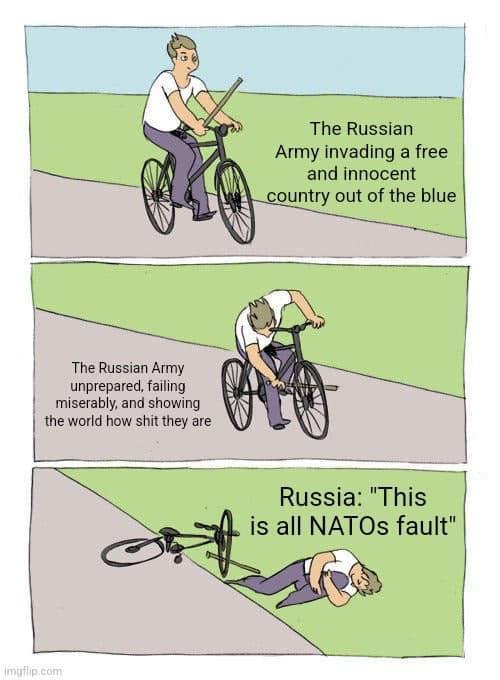 The Russian
Army invading a free
and innocent
country out of the blue
The Russian Army
unprepared, failing
miserably, and showing
the world how shit they are
Russia: "This
is all NATOs fault"
imgflip.com